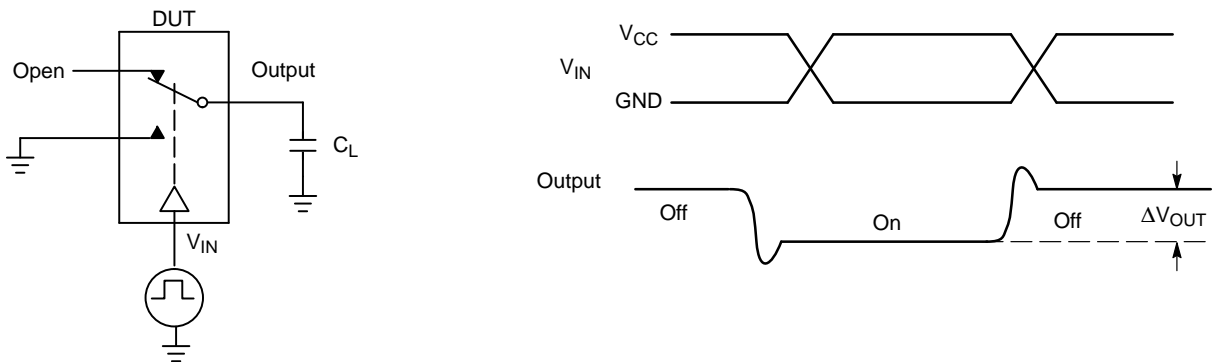 DUT
Open
Output
C_L
V_IN
V_CC
V_IN
GND
Output
Off
On
Off
ΔV_OUT